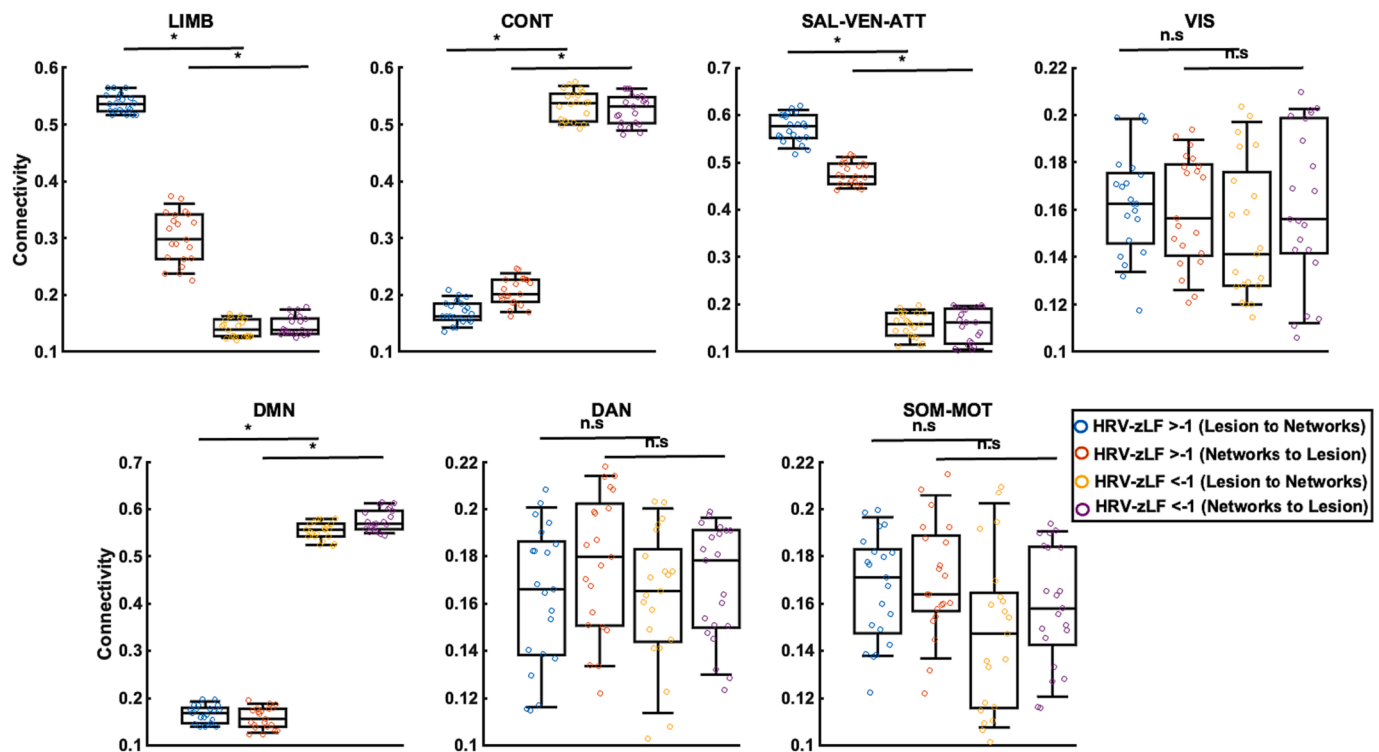 LIMB
CONT
SAL-VEN-ATT
VIS
*
*
*
*
*
*
n.s
n.s
Connectivity
0.6
0.5
0.4
0.3
0.2
0.1
0.6
0.5
0.4
0.3
0.2
0.1
0.7
0.6
0.5
0.4
0.3
0.2
0.1
0.22
0.2
0.18
0.16
0.14
0.12
0.1
DMN
DAN
SOM-MOT
*
*
n.s
n.s
n.s
n.s
Connectivity
0.7
0.6
0.5
0.4
0.3
0.2
0.1
0.22
0.2
0.18
0.16
0.14
0.12
0.1
0.22
0.2
0.18
0.16
0.14
0.12
0.1
HRV-zLF >-1 (Lesion to Networks)
HRV-zLF >-1 (Networks to Lesion)
HRV-zLF <-1 (Lesion to Networks)
HRV-zLF <-1 (Networks to Lesion)